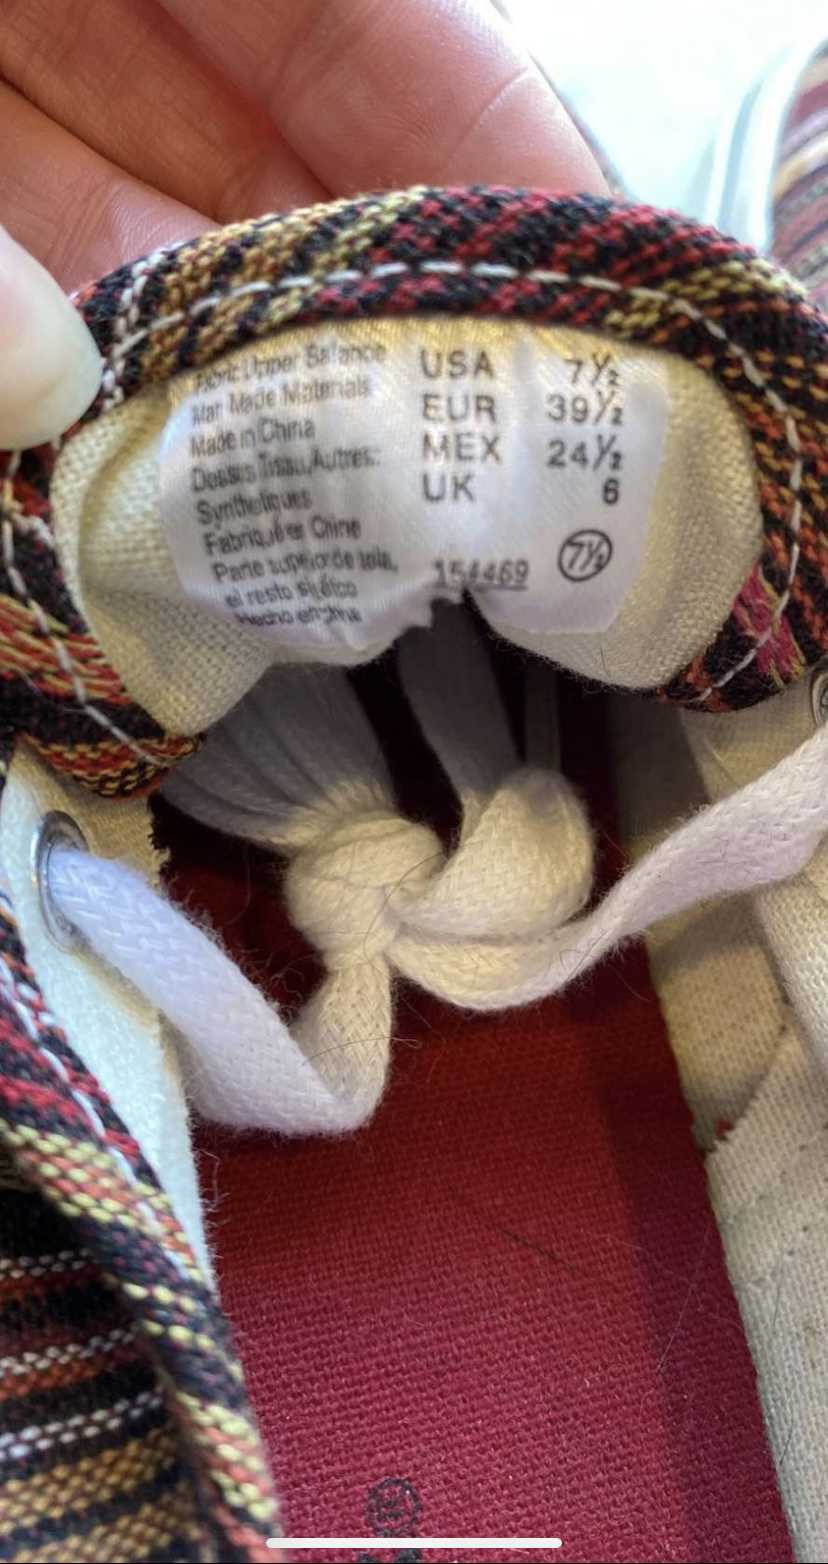 Fabric Upper Balance
Man Made Materials
Made in China
Dessus Tissu/Autres:
Synthetiques
Fabriqué en Chine
Parte superior de tela,
el resto sintético
Hecho en china
USA 7½
EUR 39½
MEX 24½
UK 6
154469
7½